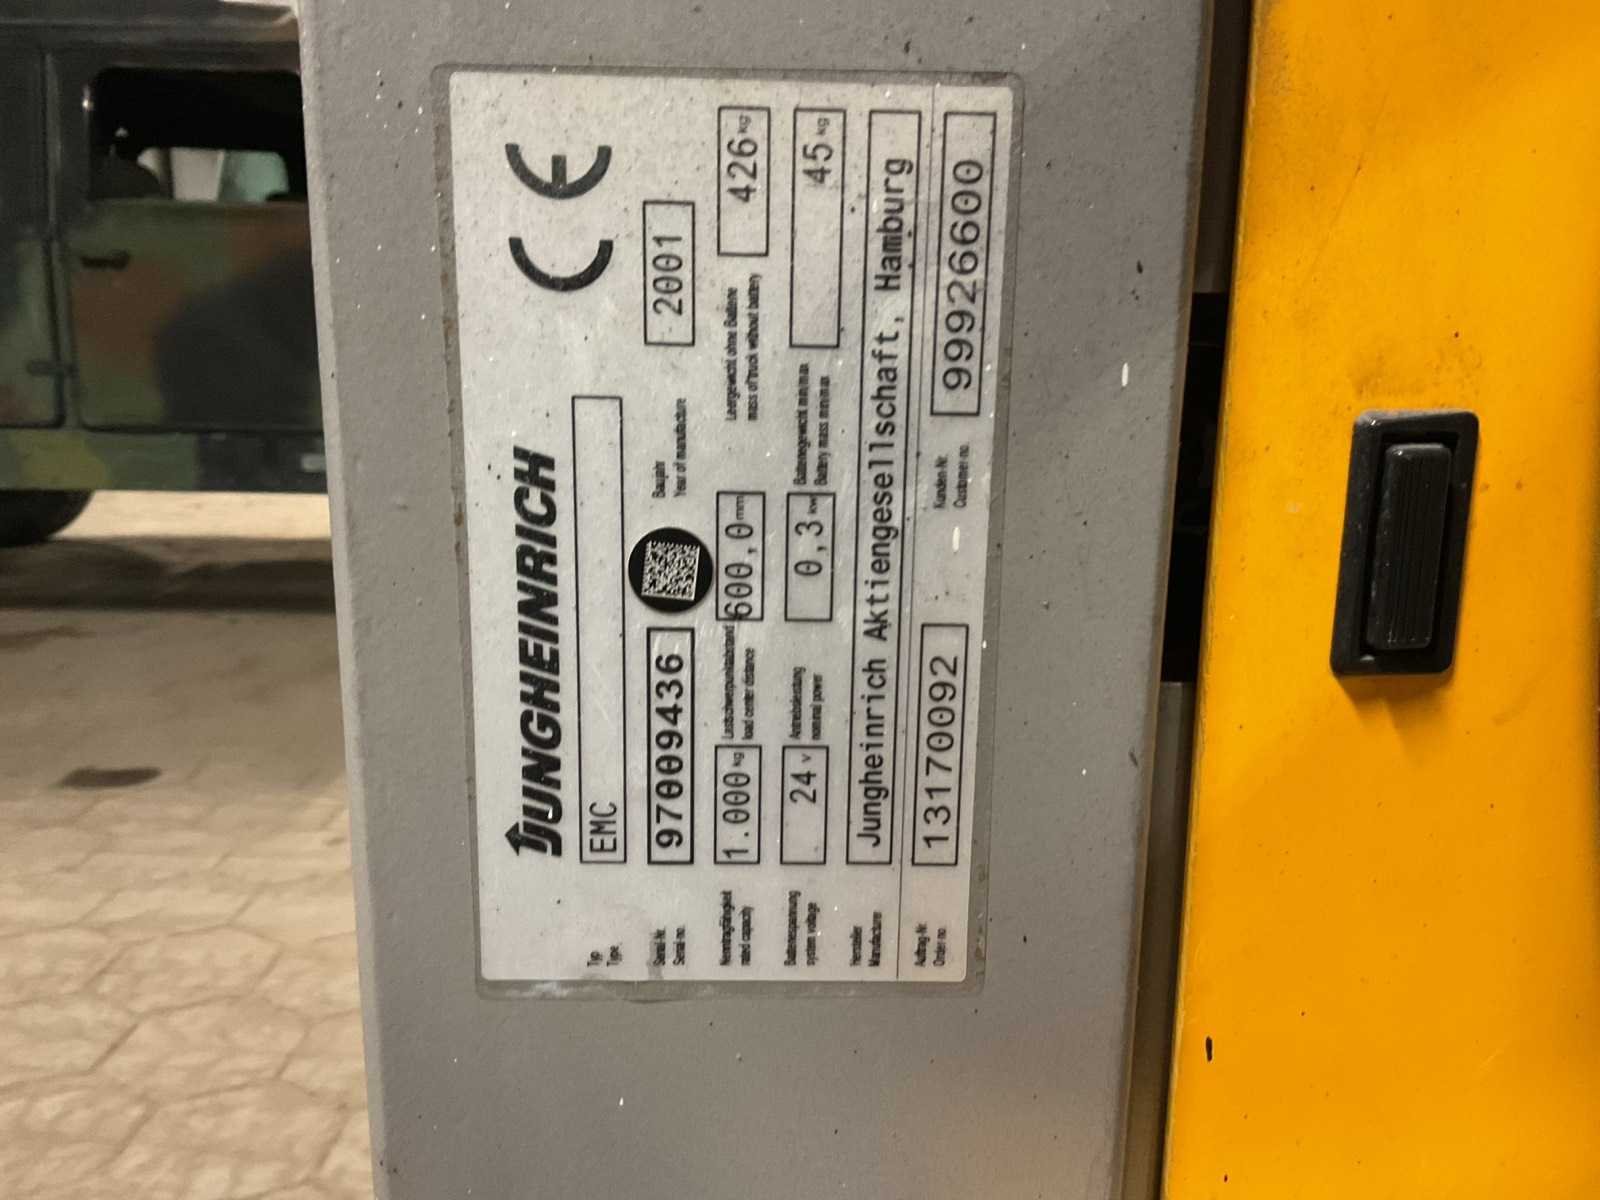 JUNGHEINRICH CE
Typ
Type EMC
Serial-Nr.
Serial-no. 97009436 Baujahr
Year of manufacture 2001
Nenntragfähigkeit
rated capacity 1.000 kg Lastschwerpunktabstand
load center distance 600,0 mm Leergewicht ohne Batterie
mass of truck without battery 426 kg
Batteriespannung
system voltage 24 V Antriebsleistung
nominal power 0,3 kW Batteriegewicht min/max
Battery mass min/max 45 kg
Hersteller
Manufacturer Jungheinrich Aktiengesellschaft, Hamburg
Auftrag-Nr.
Order no. 13170092 Kunden-Nr.
Customer no. 99926600